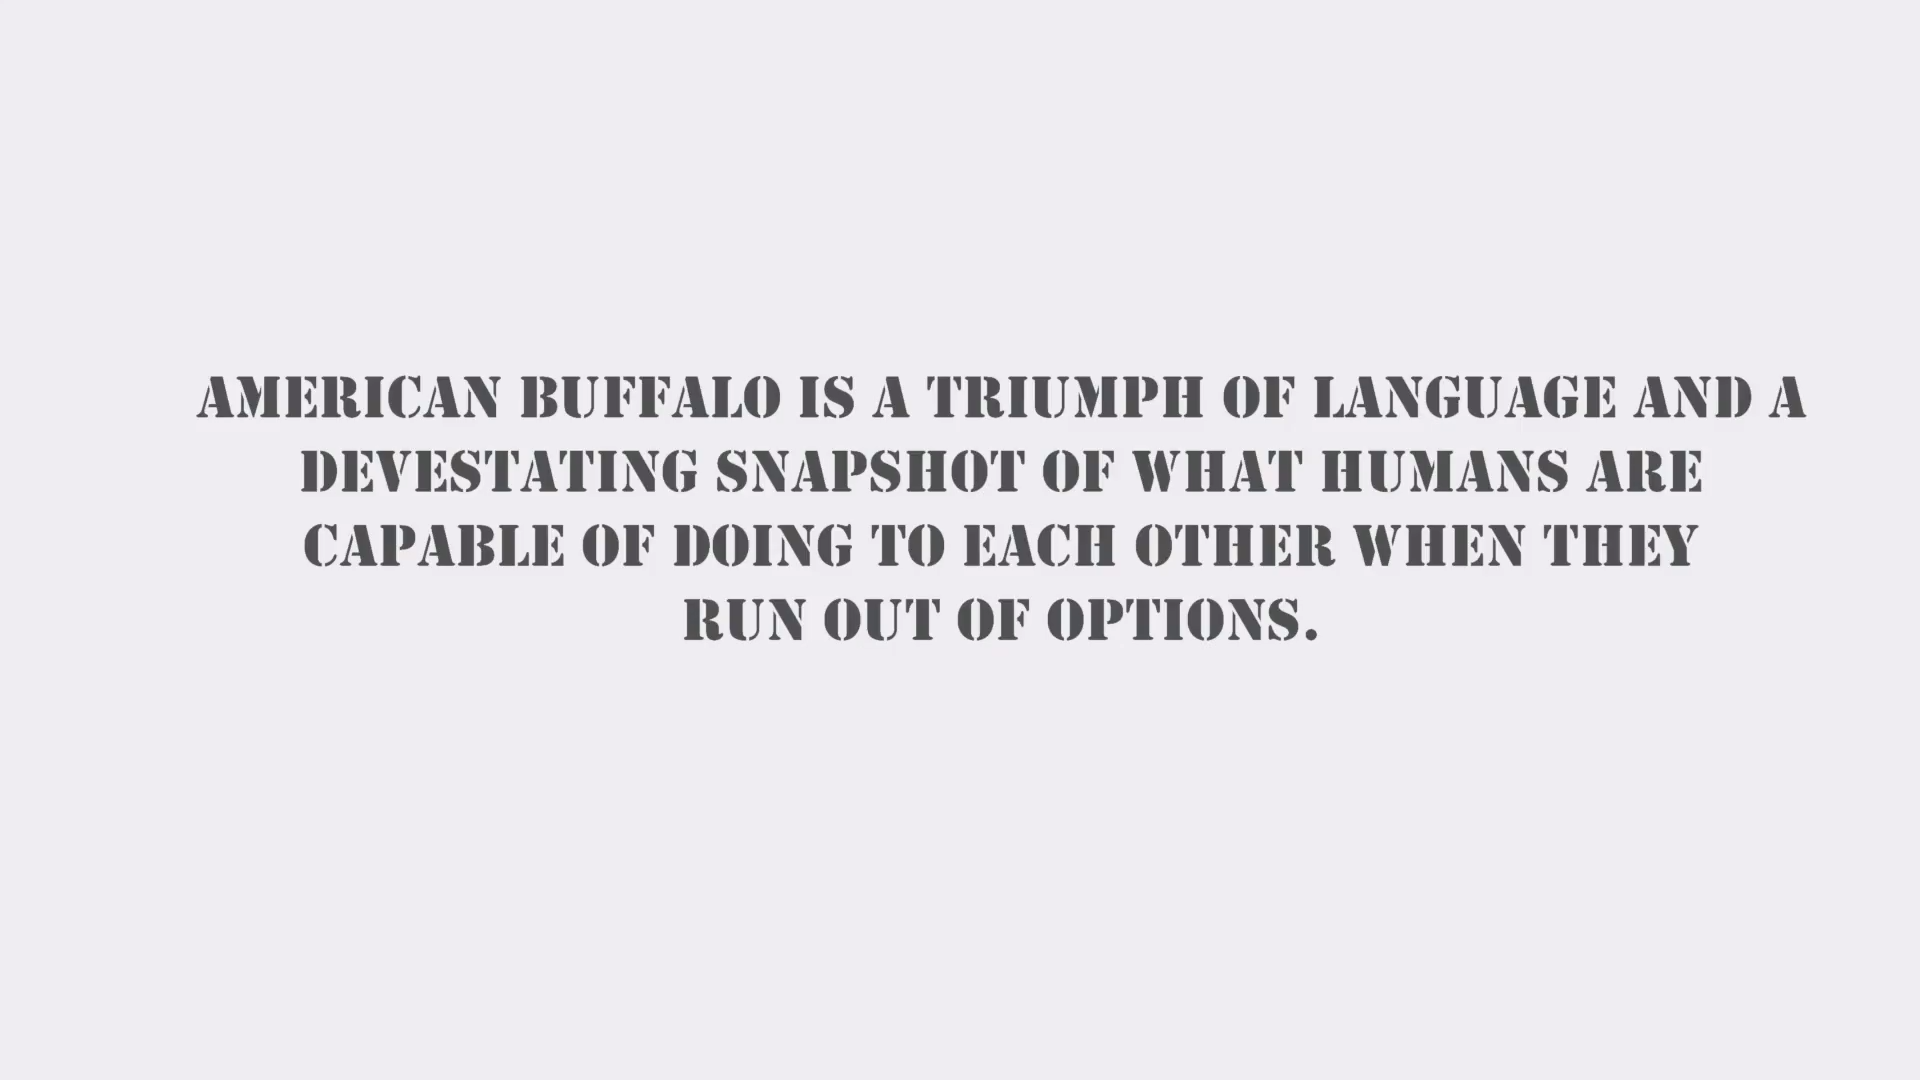 AMERICAN BUFFALO IS A TRIUMPH OF LANGUAGE AND A
DEVESTATING SNAPSHOT OF WHAT HUMANS ARE
CAPABLE OF DOING TO EACH OTHER WHEN THEY
RUN OUT OF OPTIONS.